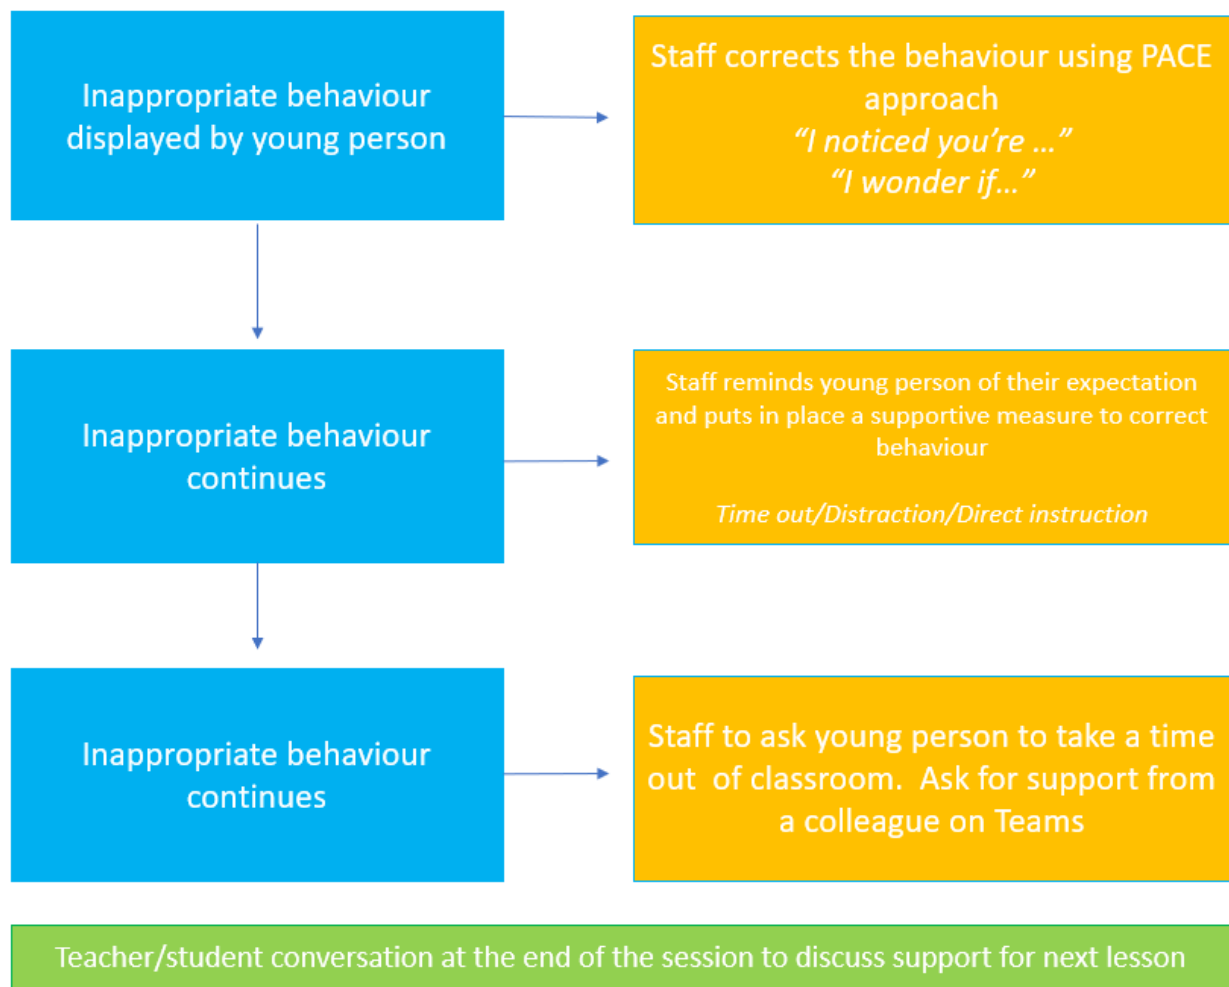 Inappropriate behaviour
displayed by young person
Staff corrects the behaviour using PACE
approach
“I noticed you’re …”
“I wonder if…”
Inappropriate behaviour
continues
Staff reminds young person of their expectation
and puts in place a supportive measure to correct
behaviour
Time out/Distraction/Direct instruction
Inappropriate behaviour
continues
Staff to ask young person to take a time
out  of classroom.  Ask for support from
a colleague on Teams
Teacher/student conversation at the end of the session to discuss support for next lesson